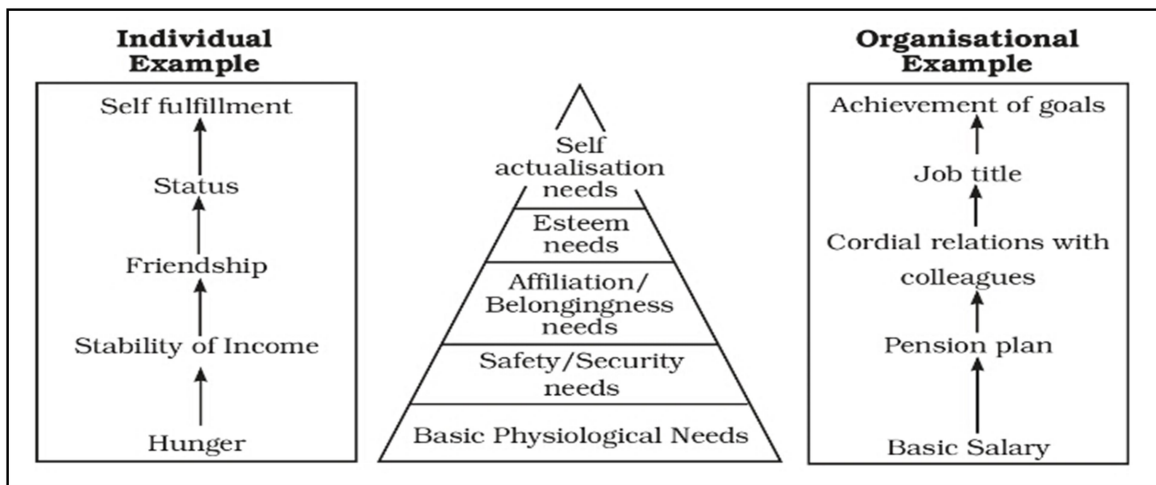 Individual
Example
Self fulfillment
Status
Friendship
Stability of Income
Hunger
Self
actualisation
needs
Esteem
needs
Affiliation/
Belongingness
needs
Safety/Security
needs
Basic Physiological Needs
Organisational
Example
Achievement of goals
Job title
Cordial relations with
colleagues
Pension plan
Basic Salary